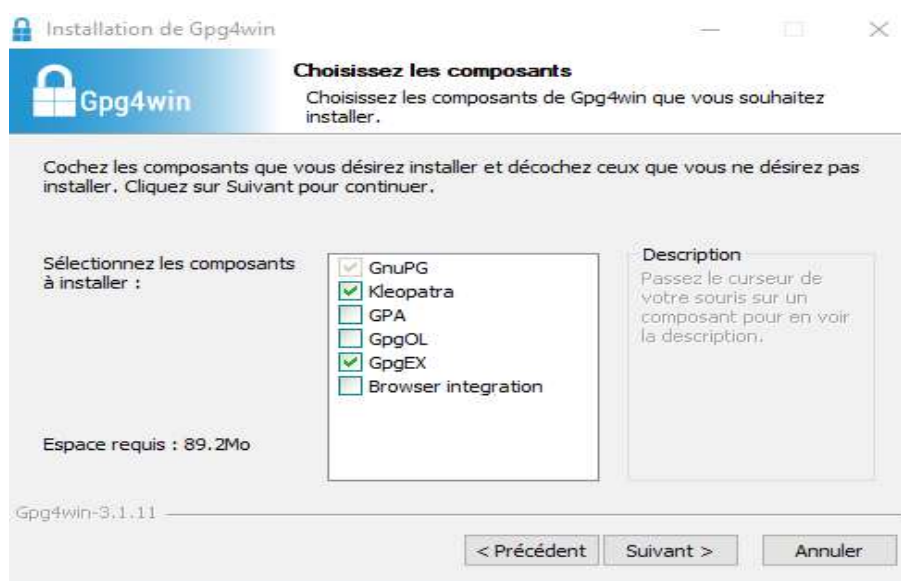 Installation de Gpg4win
Gpg4win
Choisissez les composants
Choisissez les composants de Gpg4win que vous souhaitez
installer.
Cochez les composants que vous désirez installer et décochez ceux que vous ne désirez pas
installer. Cliquez sur Suivant pour continuer.
Sélectionnez les composants
à installer :
GnuPG
Kleopatra
GPA
GpgOL
GpgEX
Browser integration
Description
Passez le curseur de
votre souris sur un
composant pour en voir
la description.
Espace requis : 89.2Mo
Gpg4win-3.1.11
< Précédent
Suivant >
Annuler